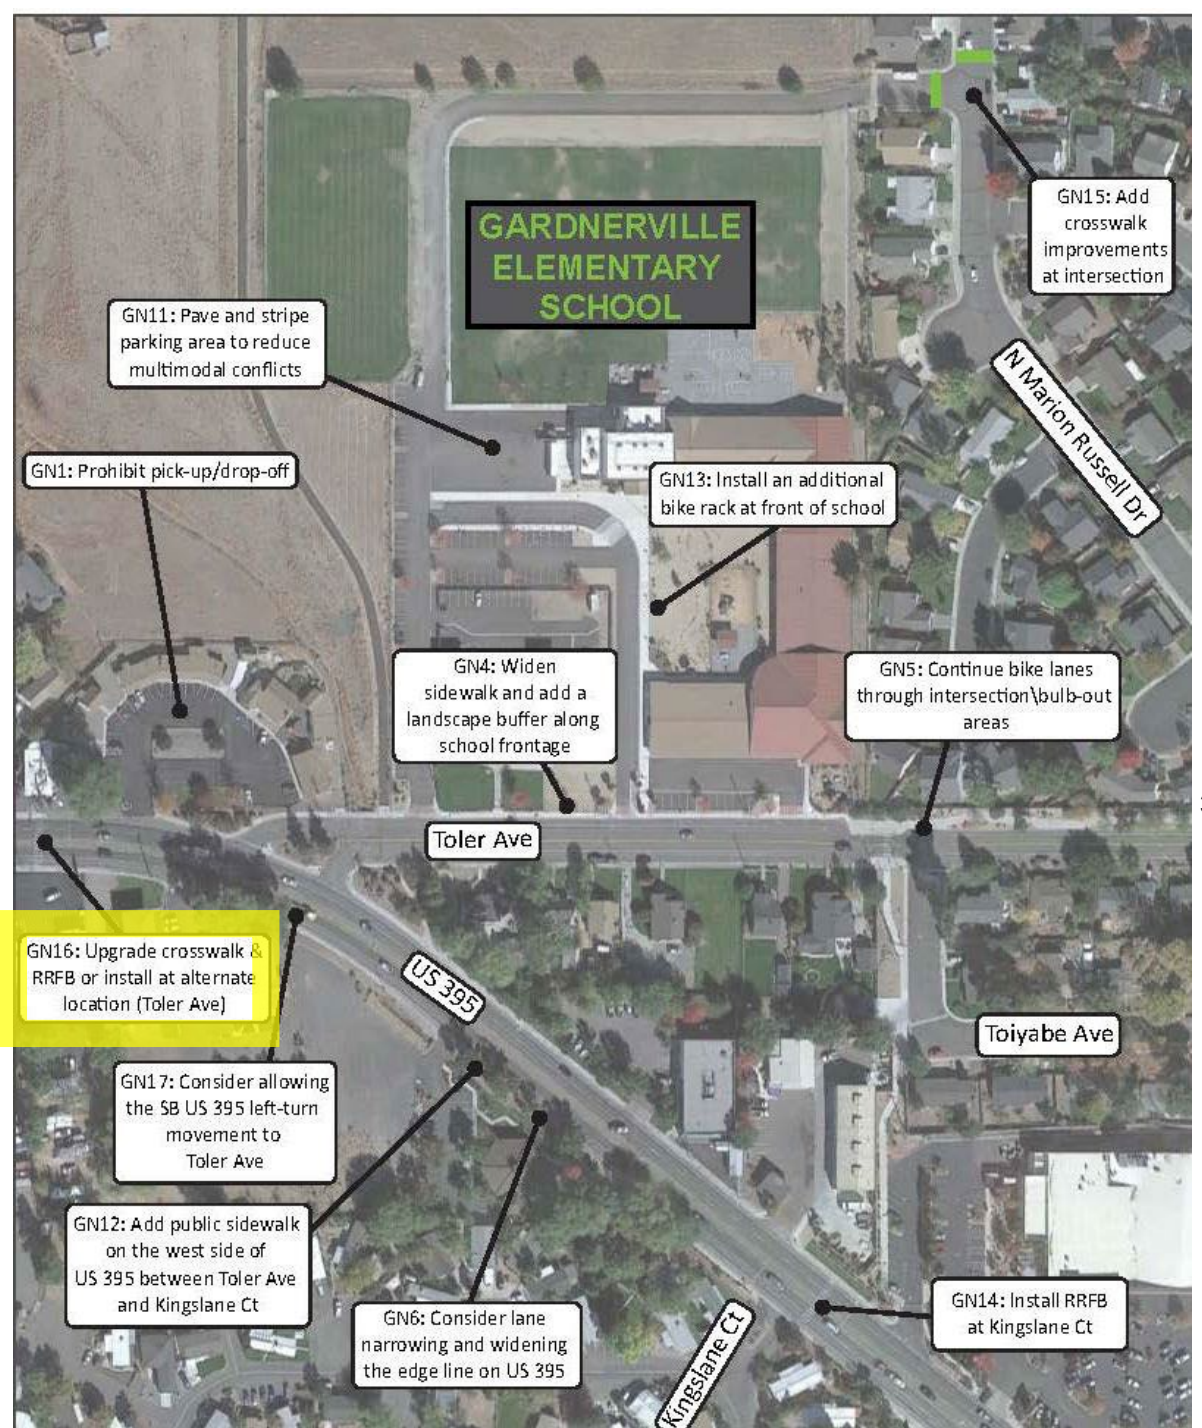 GARDNERVILLE
ELEMENTARY
SCHOOL
GN15: Add
crosswalk
improvements
at intersection
GN11: Pave and stripe
parking area to reduce
multimodal conflicts
N Marion Russell Dr
GN1: Prohibit pick-up/drop-off
GN13: Install an additional
bike rack at front of school
GN4: Widen
sidewalk and add a
landscape buffer along
school frontage
GN5: Continue bike lanes
through intersection\bulb-out
areas
Toler Ave
GN16: Upgrade crosswalk &
RRFB or install at alternate
location (Toler Ave)
US 395
Toiyabe Ave
GN17: Consider allowing
the SB US 395 left-turn
movement to
Toler Ave
GN12: Add public sidewalk
on the west side of
US 395 between Toler Ave
and Kingslane Ct
GN6: Consider lane
narrowing and widening
the edge line on US 395
Kingslane Ct
GN14: Install RRFB
at Kingslane Ct